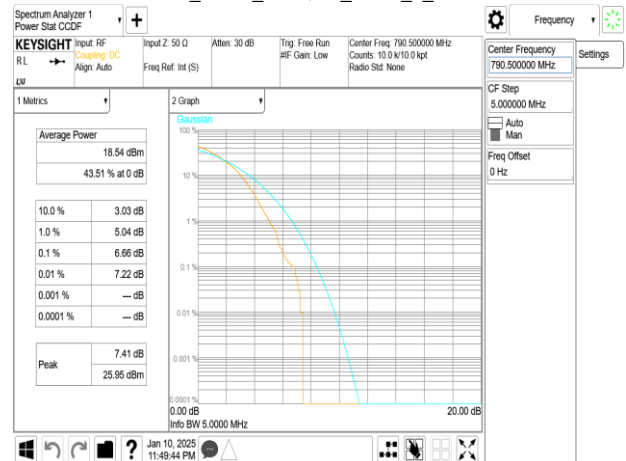 Spectrum Analyzer 1
Power Stat CCDF
Frequency
KEYSIGHT
RL
LXI
Input: RF
Coupling: DC
Align: Auto
Input Z: 50 Ω
Freq Ref: Int (S)
Atten: 30 dB
Trig: Free Run
#IF Gain: Low
Center Freq: 790.500000 MHz
Counts: 10.0 k/10.0 kpt
Radio Std: None
Center Frequency
790.500000 MHz
Settings
CF Step
5.000000 MHz
Auto
Man
Freq Offset
0 Hz
1 Metrics
Average Power
18.54 dBm
43.51 % at 0 dB
10.0 % 3.03 dB
1.0 % 5.04 dB
0.1 % 6.66 dB
0.01 % 7.22 dB
0.001 % --- dB
0.0001 % --- dB
Peak
7.41 dB
25.95 dBm
2 Graph
Gaussian
100 %
10 %
1 %
0.1 %
0.01 %
0.001 %
0.0001 %
0.00 dB 20.00 dB
Info BW 5.0000 MHz
?
Jan 10, 2025
11:49:44 PM